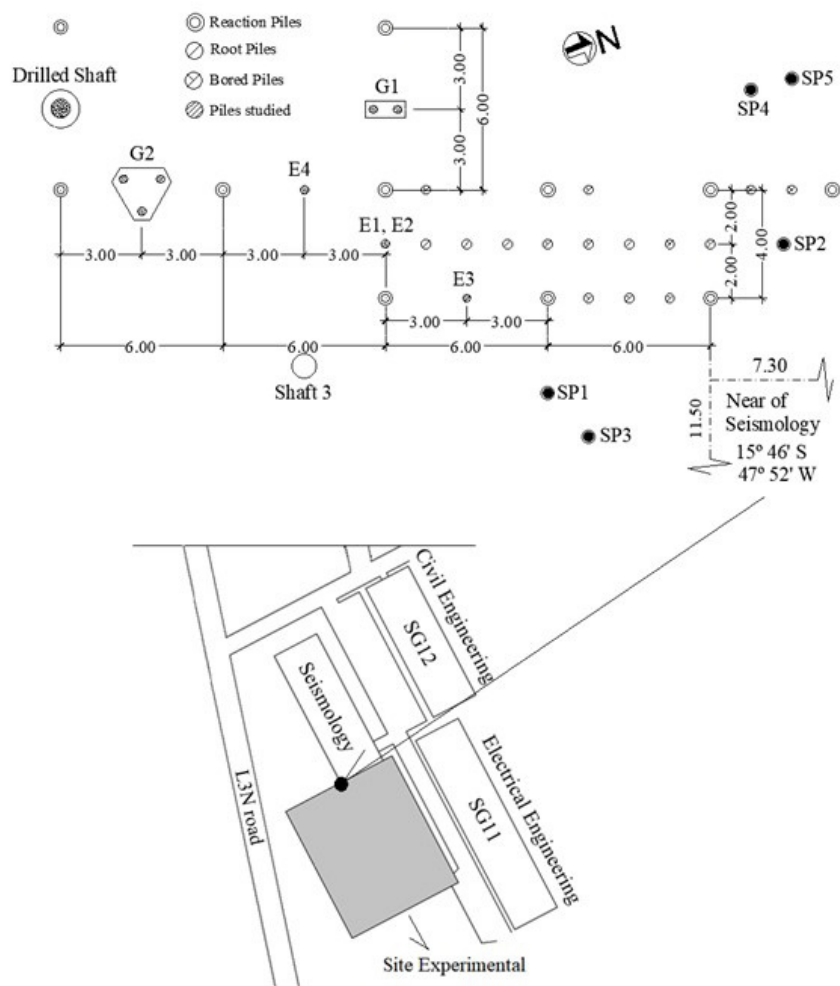 Reaction Piles
Root Piles
Bored Piles
Piles studied
Drilled Shaft
G1
N
SP5
SP4
3.00
6.00
3.00
G2
E4
E1, E2
SP2
2.00
4.00
2.00
3.00 3.00 3.00 3.00
E3
3.00 3.00
6.00 6.00 6.00 6.00
Shaft 3
SP1
SP3
7.30
11.50
Near of
Seismology
15º 46' S
47º 52' W
Civil Engineering
SG12
Seismology
Electrical Engineering
SG11
L3N road
Site Experimental